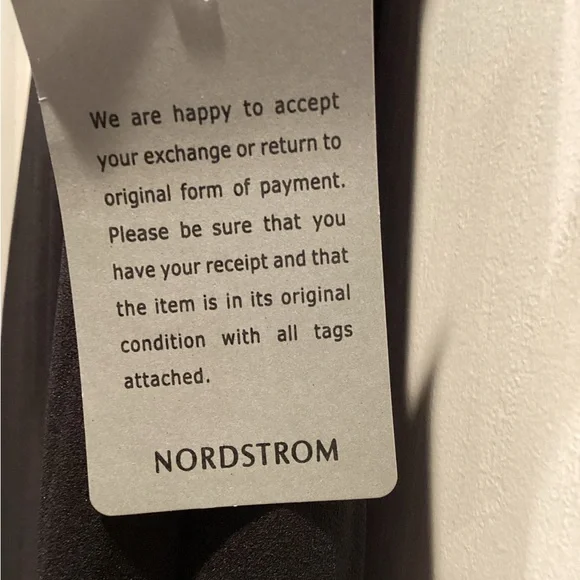 We are happy to accept
your exchange or return to
original form of payment.
Please be sure that you
have your receipt and that
the item is in its original
condition with all tags
attached.
NORDSTROM